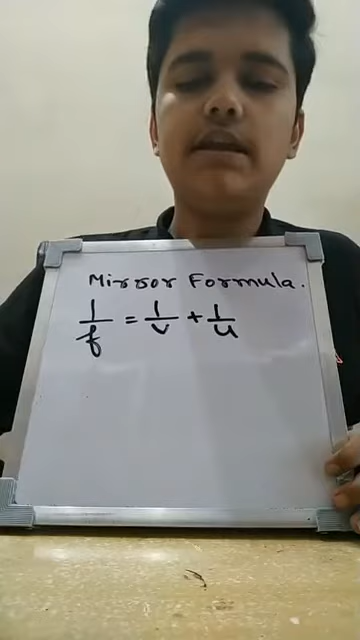 Mirror Formula.
1/f = 1/v + 1/u